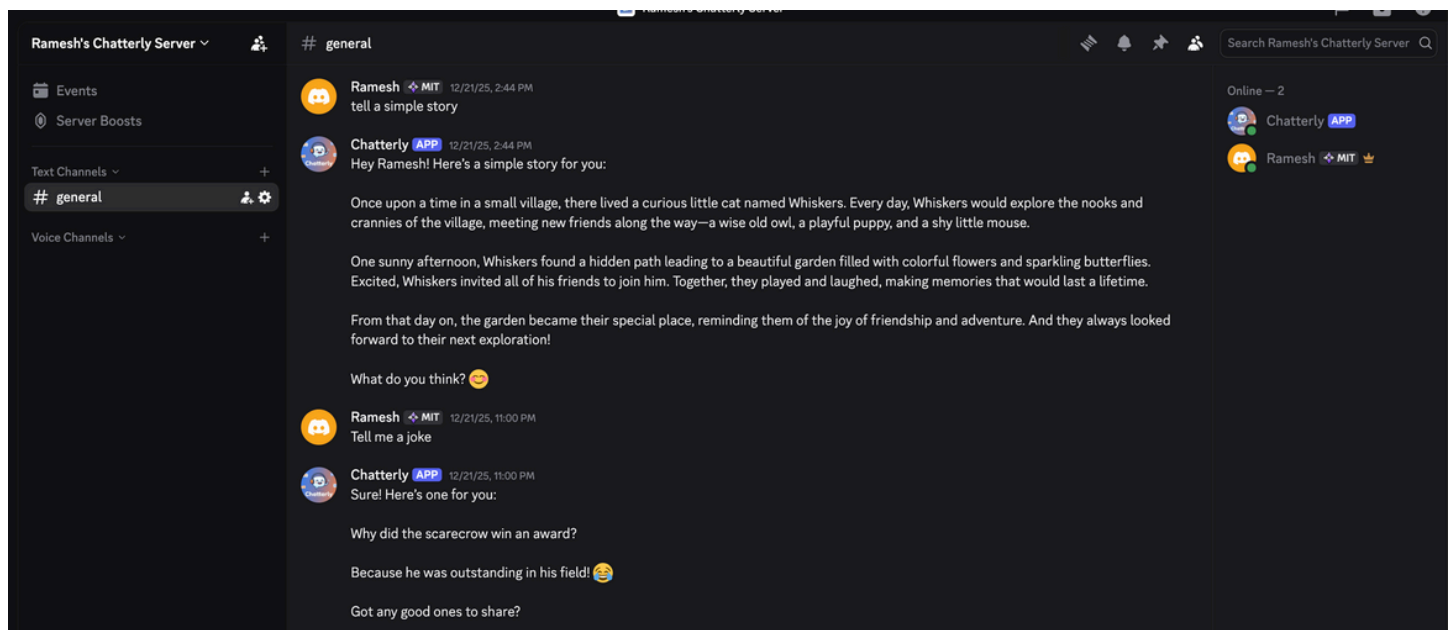 Ramesh's Chatterly Server
Ramesh's Chatterly Server
Events
Server Boosts
Text Channels
# general
Voice Channels
# general
Search Ramesh's Chatterly Server
Ramesh MIT 12/21/25, 2:44 PM
tell a simple story
Chatterly APP 12/21/25, 2:44 PM
Hey Ramesh! Here's a simple story for you:
Once upon a time in a small village, there lived a curious little cat named Whiskers. Every day, Whiskers would explore the nooks and
crannies of the village, meeting new friends along the way—a wise old owl, a playful puppy, and a shy little mouse.
One sunny afternoon, Whiskers found a hidden path leading to a beautiful garden filled with colorful flowers and sparkling butterflies.
Excited, Whiskers invited all of his friends to join him. Together, they played and laughed, making memories that would last a lifetime.
From that day on, the garden became their special place, reminding them of the joy of friendship and adventure. And they always looked
forward to their next exploration!
What do you think? 😊
Ramesh MIT 12/21/25, 11:00 PM
Tell me a joke
Chatterly APP 12/21/25, 11:00 PM
Sure! Here's one for you:
Why did the scarecrow win an award?
Because he was outstanding in his field! 😂
Got any good ones to share?
Online — 2
Chatterly APP
Ramesh MIT